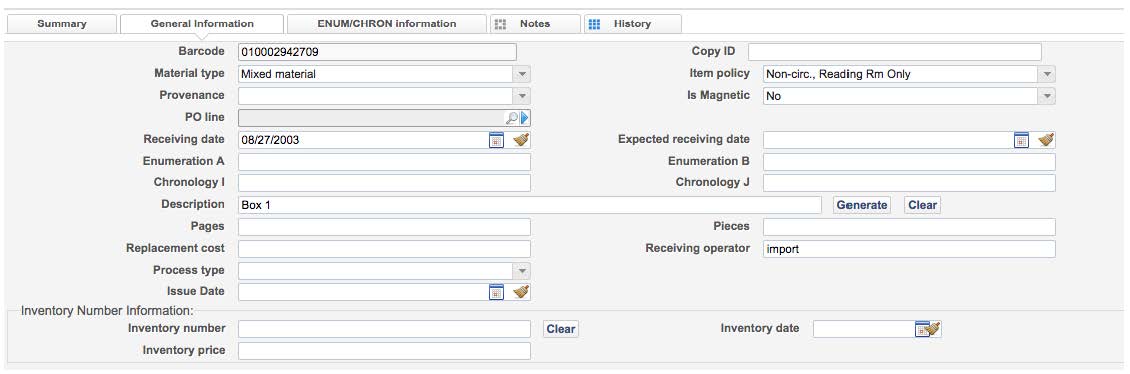 Summary General Information ENUM/CHRON information Notes History
Barcode 010002942709 Copy ID
Material type Mixed material Item policy Non-circ., Reading Rm Only
Provenance Is Magnetic No
PO line
Receiving date 08/27/2003 Expected receiving date
Enumeration A Enumeration B
Chronology I Chronology J
Description Box 1 Generate Clear
Pages Pieces
Replacement cost Receiving operator import
Process type
Issue Date
Inventory Number Information:
Inventory number Clear Inventory date
Inventory price